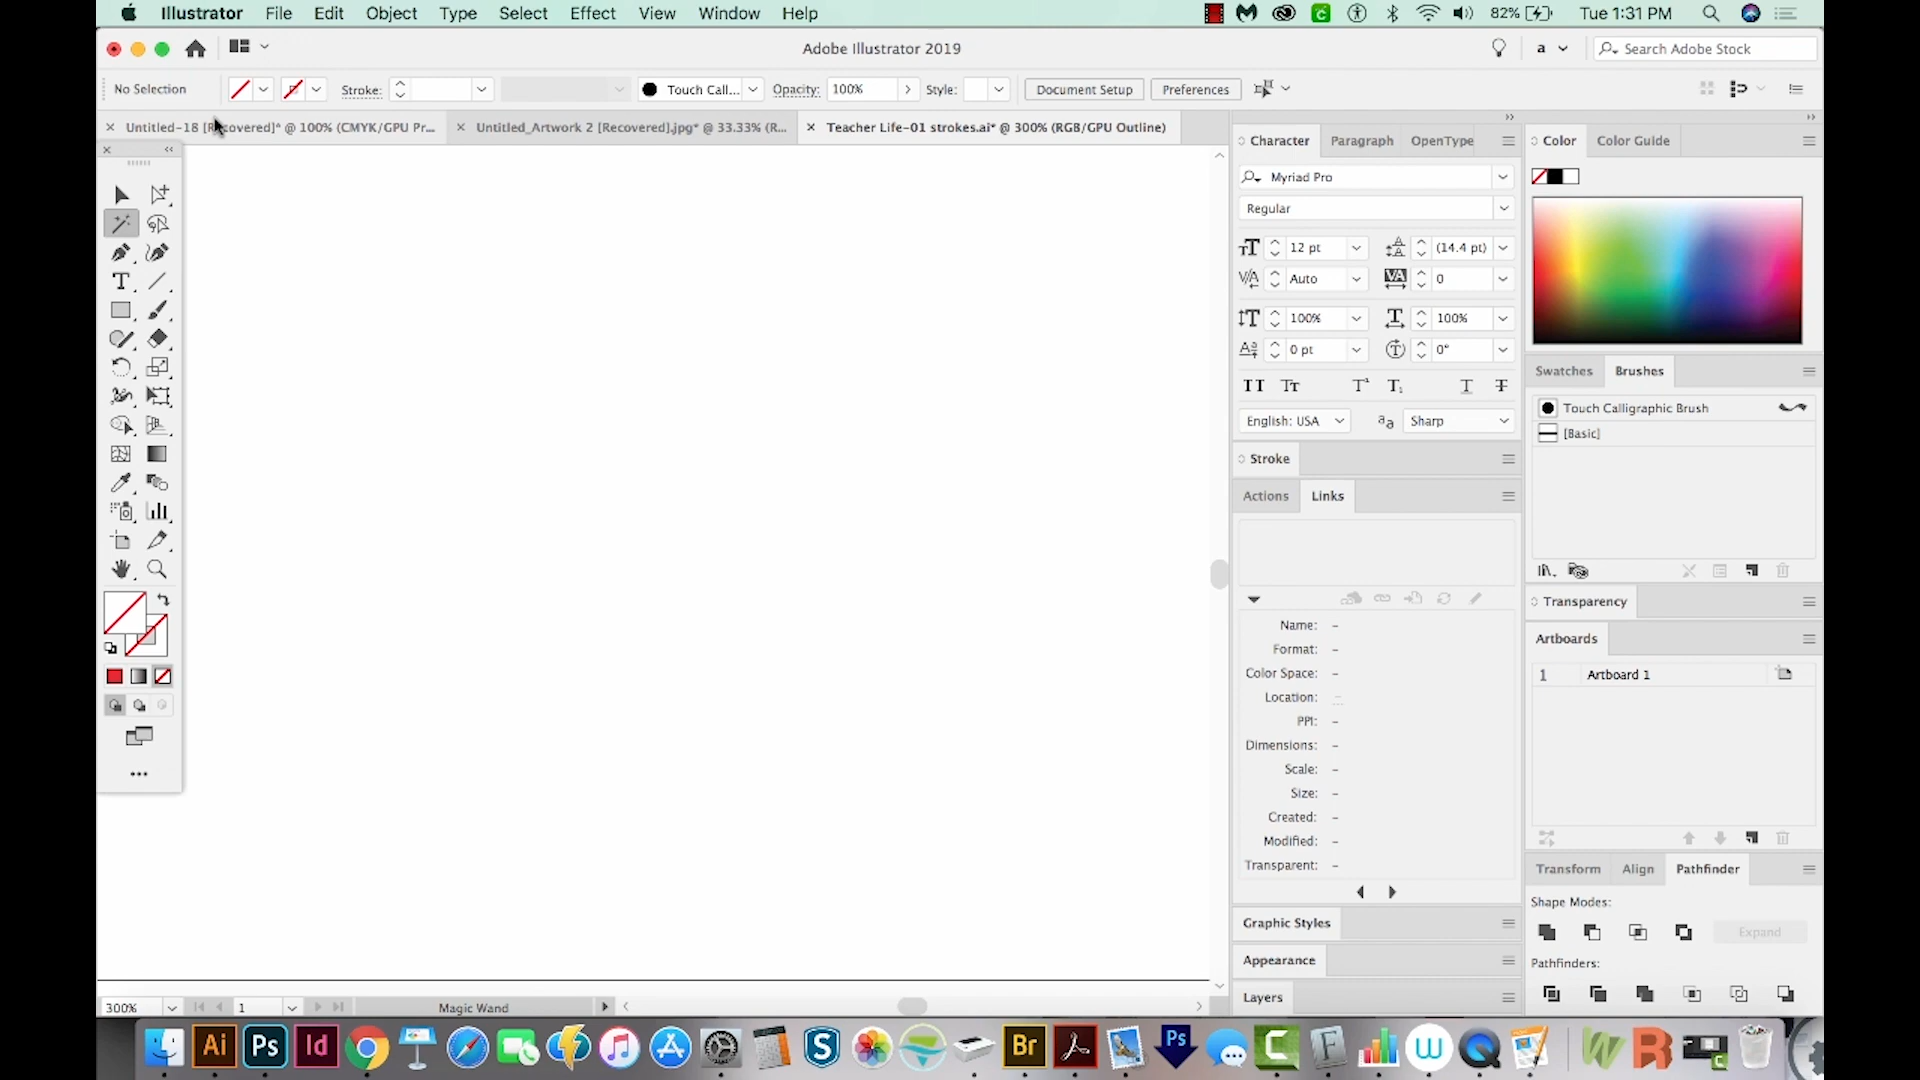 Illustrator File Edit Object Type Select Effect View Window Help 82% Tue 1:31 PM
Adobe Illustrator 2019 a Search Adobe Stock
No Selection Stroke: Touch Call... Opacity: 100% Style: Document Setup Preferences
Untitled-18 [Recovered]* @ 100% (CMYK/GPU Pr... Untitled_Artwork 2 [Recovered].jpg* @ 33.33% (R... Teacher Life-01 strokes.ai* @ 300% (RGB/GPU Outline)
Character Paragraph OpenType
Myriad Pro
Regular
12 pt (14.4 pt)
Auto 0
100% 100%
0 pt 0°
English: USA Sharp
Stroke
Actions Links
Name: –
Format: –
Color Space: –
Location: –
PPI: –
Dimensions: –
Scale: –
Size: –
Created: –
Modified: –
Transparent: –
Graphic Styles
Appearance
Layers
Color Color Guide
Swatches Brushes
Touch Calligraphic Brush
[Basic]
Transparency
Artboards
1 Artboard 1
Transform Align Pathfinder
Shape Modes:
Expand
Pathfinders:
300% 1 Magic Wand
Ai Ps Id S Br Ps C F W W R